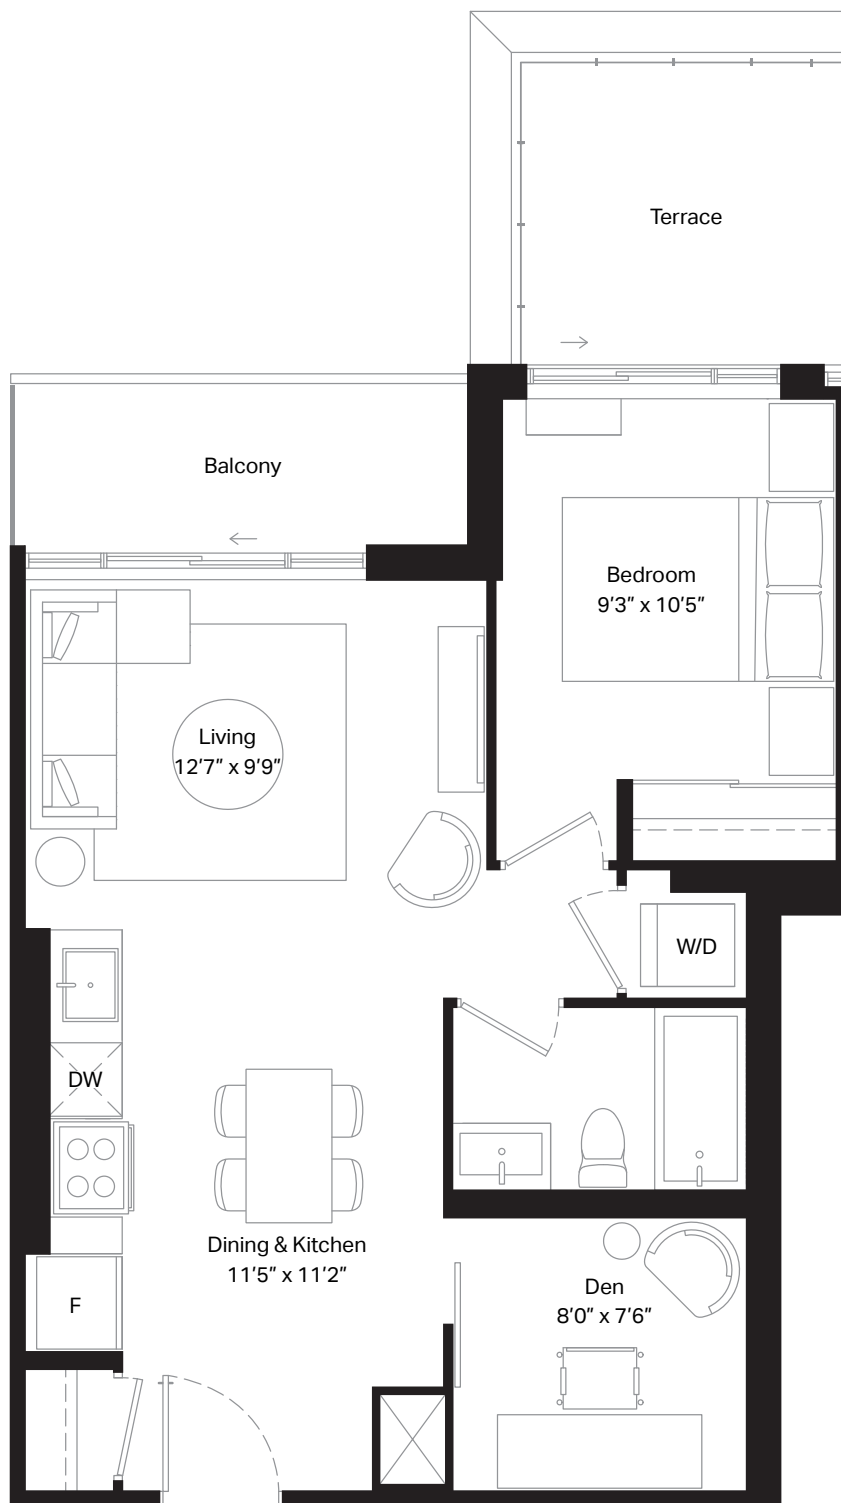 Terrace
Balcony
Bedroom
9’3” x 10’5”
Living
12’7” x 9’9”
W/D
DW
Dining & Kitchen
11’5” x 11’2”
Den
8’0” x 7’6”
F